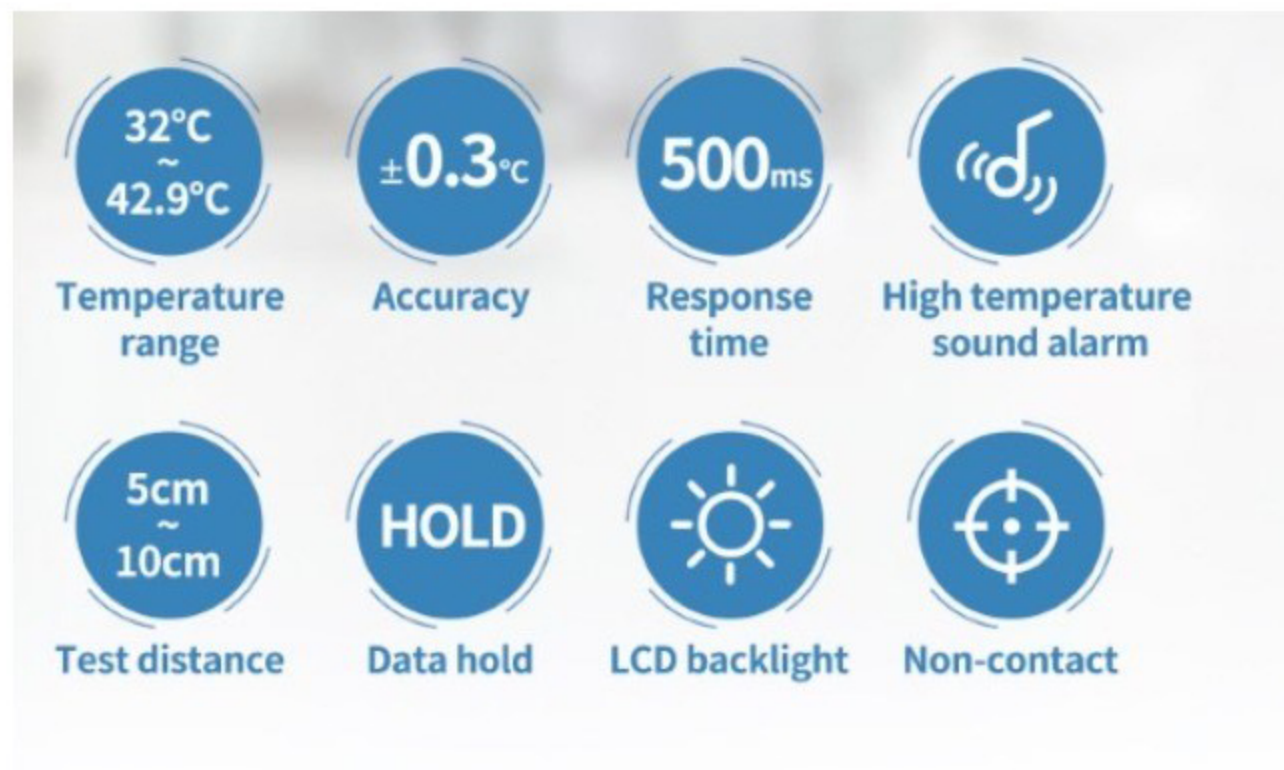 32°C
~
42.9°C
±0.3°C
500ms
Temperature
range
Accuracy
Response
time
High temperature
sound alarm
5cm
~
10cm
HOLD
Test distance
Data hold
LCD backlight
Non-contact